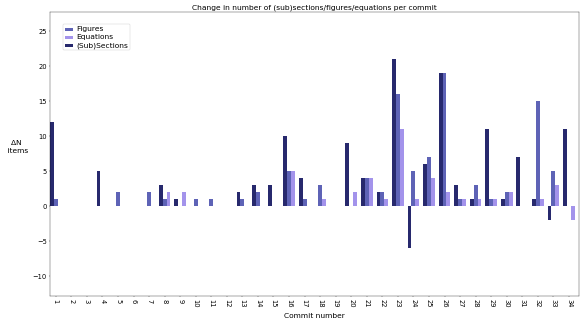 Change in number of (sub)sections/figures/equations per commit
Figures
Equations
(Sub)Sections
25
20
15
10
5
0
−5
−10
ΔN
items
1 2 3 4 5 6 7 8 9 10 11 12 13 14 15 16 17 18 19 20 21 22 23 24 25 26 27 28 29 30 31 32 33 34
Commit number